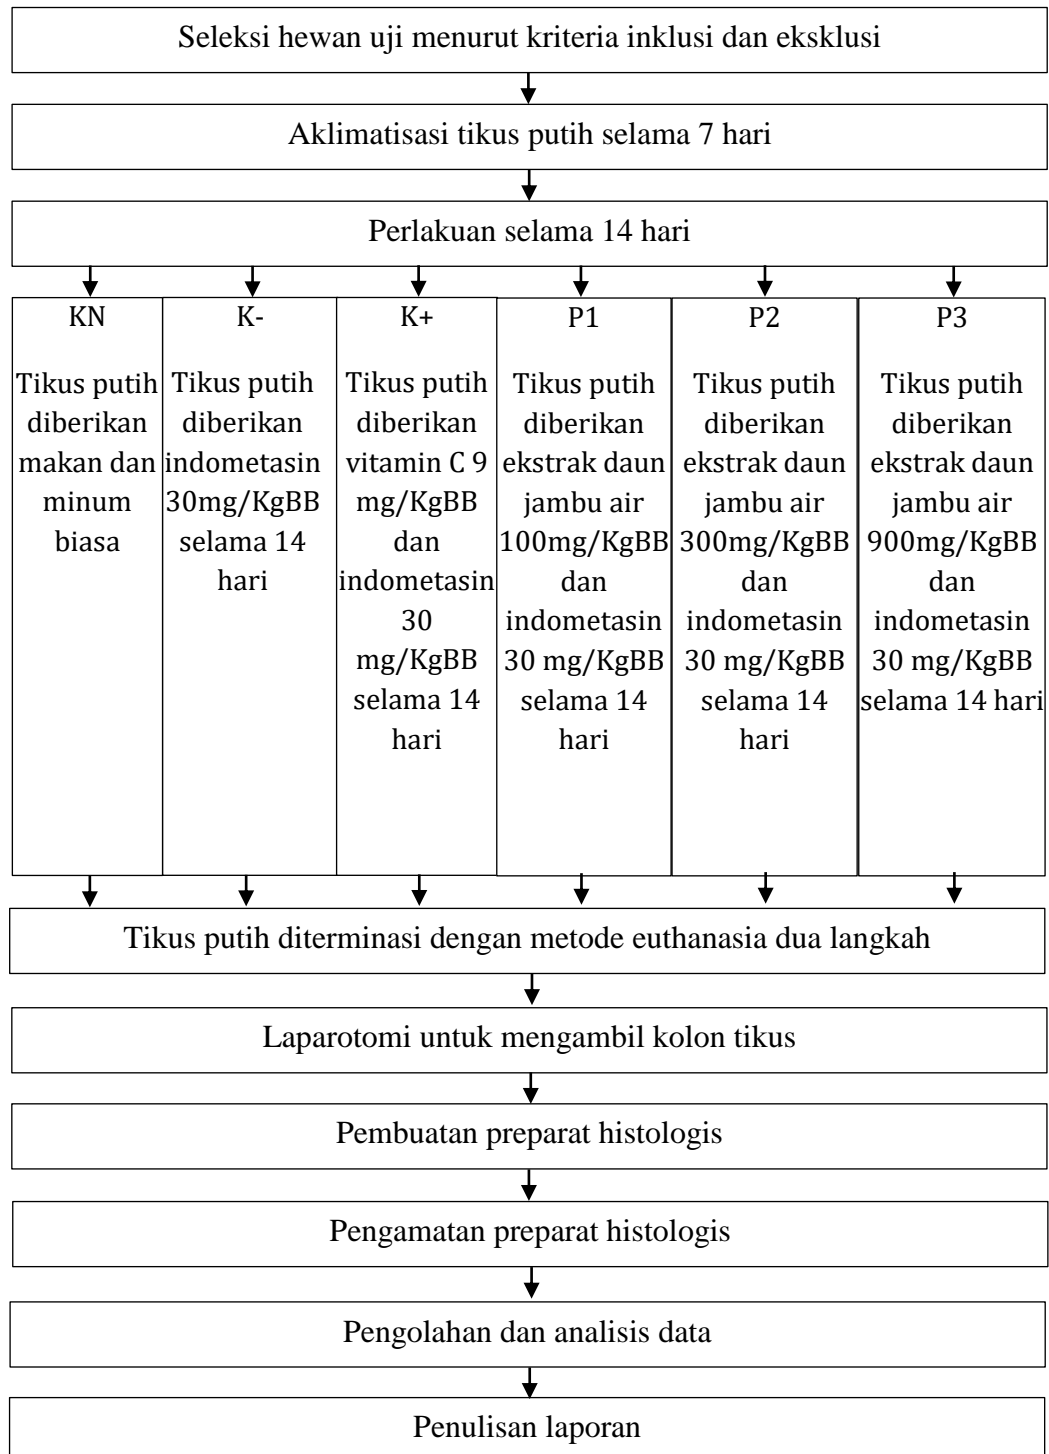 Seleksi hewan uji menurut kriteria inklusi dan eksklusi
Aklimatisasi tikus putih selama 7 hari
Perlakuan selama 14 hari
KN
Tikus putih
diberikan
makan dan
minum
biasa
K-
Tikus putih
diberikan
indometasin
30mg/KgBB
selama 14
hari
K+
Tikus putih
diberikan
vitamin C 9
mg/KgBB
dan
indometasin
30
mg/KgBB
selama 14
hari
P1
Tikus putih
diberikan
ekstrak daun
jambu air
100mg/KgBB
dan
indometasin
30 mg/KgBB
selama 14
hari
P2
Tikus putih
diberikan
ekstrak daun
jambu air
300mg/KgBB
dan
indometasin
30 mg/KgBB
selama 14
hari
P3
Tikus putih
diberikan
ekstrak daun
jambu air
900mg/KgBB
dan
indometasin
30 mg/KgBB
selama 14 hari
Tikus putih diterminasi dengan metode euthanasia dua langkah
Laparotomi untuk mengambil kolon tikus
Pembuatan preparat histologis
Pengamatan preparat histologis
Pengolahan dan analisis data
Penulisan laporan